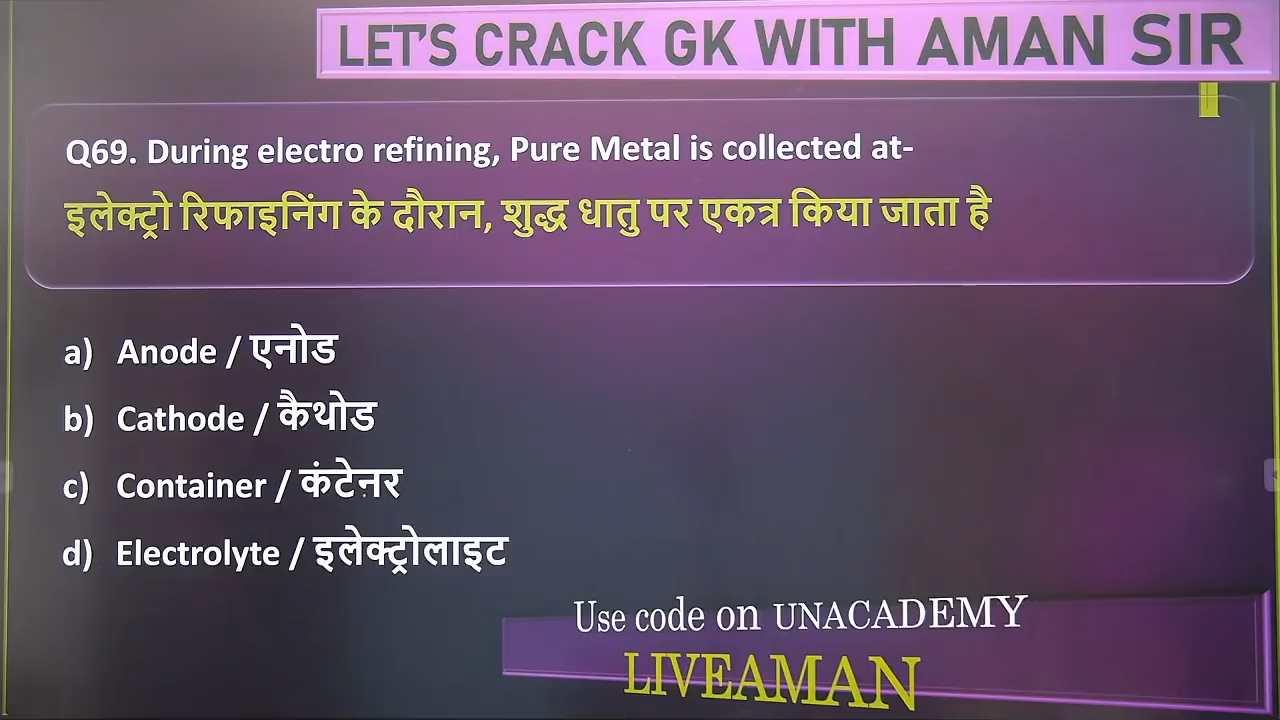 LET'S CRACK GK WITH AMAN SIR
Q69. During electro refining, Pure Metal is collected at-
इलेक्ट्रो रिफाइनिंग के दौरान, शुद्ध धातु पर एकत्र किया जाता है
a) Anode / एनोड
b) Cathode / कैथोड
c) Container / कंटेनर
d) Electrolyte / इलेक्ट्रोलाइट
Use code on UNACADEMY
LIVEAMAN